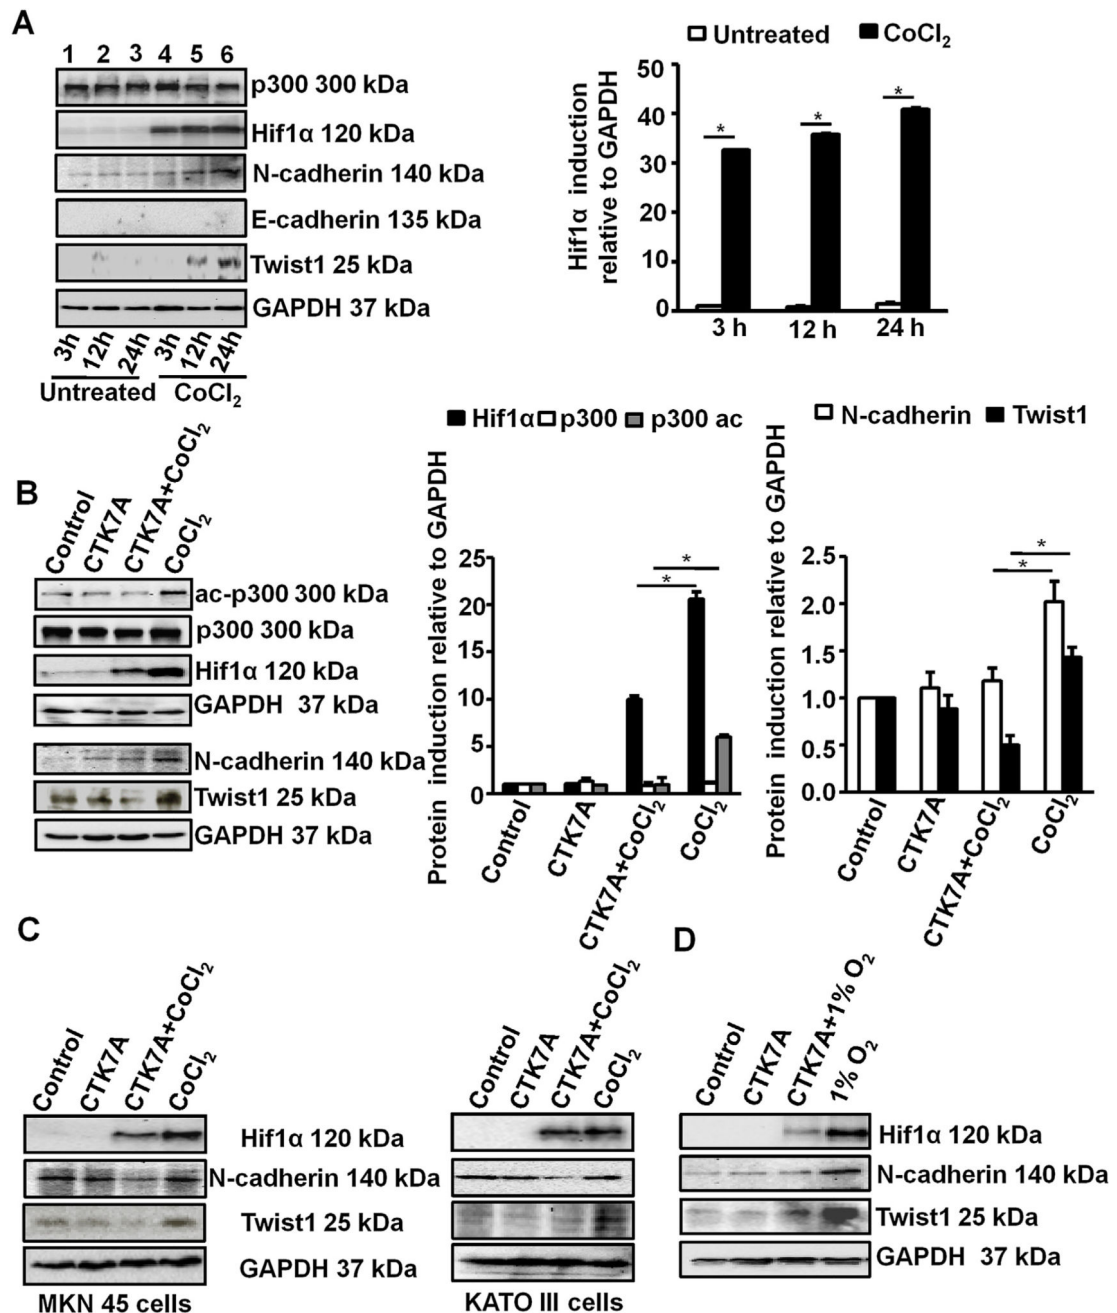 A
1 2 3 4 5 6
p300 300 kDa
Hif1α 120 kDa
N-cadherin 140 kDa
E-cadherin 135 kDa
Twist1 25 kDa
GAPDH 37 kDa
3h 12h 24h 3h 12h 24h
Untreated CoCl₂
Untreated CoCl₂
Hif1α induction
relative to GAPDH
50
40
30
20
10
0
* * *
3 h 12 h 24 h
B
Control CTK7A CTK7A+CoCl₂ CoCl₂
ac-p300 300 kDa
p300 300 kDa
Hif1α 120 kDa
GAPDH 37 kDa
N-cadherin 140 kDa
Twist1 25 kDa
GAPDH 37 kDa
Hif1α p300 p300 ac
Protein induction relative to GAPDH
25
20
15
10
5
0
*
*
Control CTK7A CTK7A+CoCl₂ CoCl₂
N-cadherin Twist1
Protein induction relative to GAPDH
2.5
2.0
1.5
1.0
0.5
0.0
*
*
Control CTK7A CTK7A+CoCl₂ CoCl₂
C
Control CTK7A CTK7A+CoCl₂ CoCl₂
Hif1α 120 kDa
N-cadherin 140 kDa
Twist1 25 kDa
GAPDH 37 kDa
MKN 45 cells
Control CTK7A CTK7A+CoCl₂ CoCl₂
KATO III cells
D
Control CTK7A CTK7A+1% O₂ 1% O₂
Hif1α 120 kDa
N-cadherin 140 kDa
Twist1 25 kDa
GAPDH 37 kDa